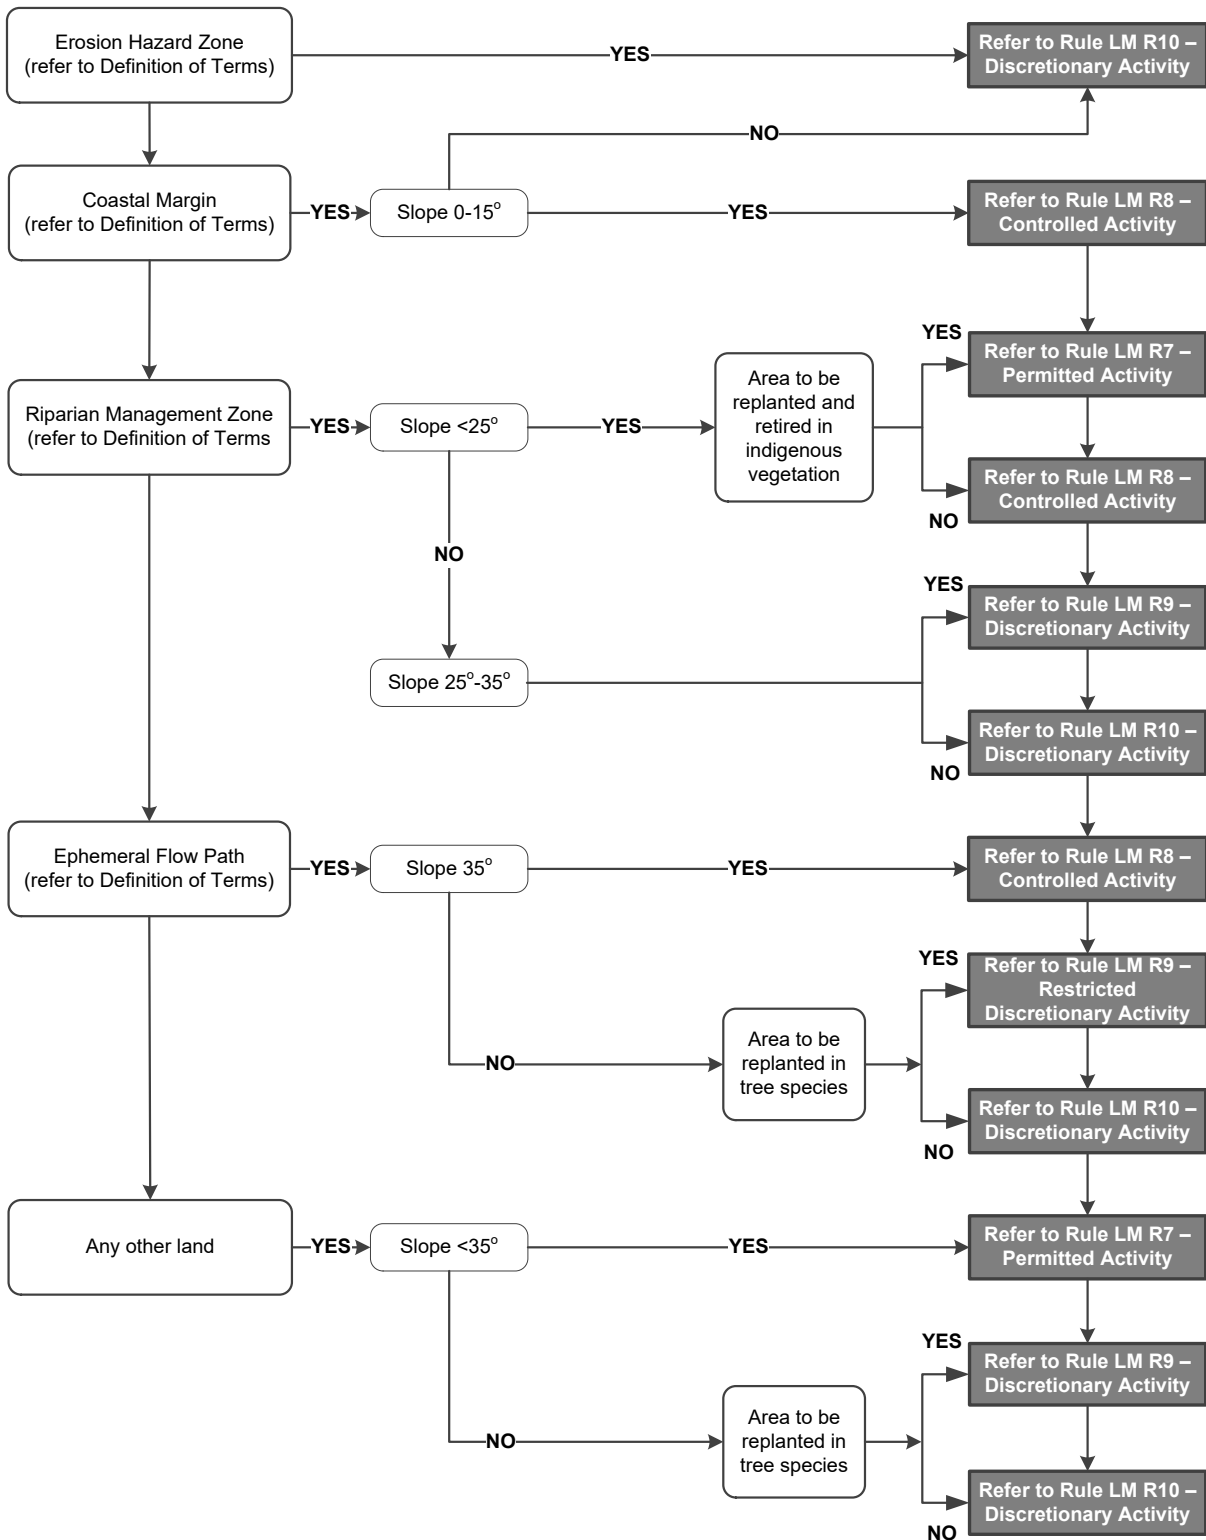 Erosion Hazard Zone
(refer to Definition of Terms)
YES
Refer to Rule LM R10 –
Discretionary Activity
NO
Coastal Margin
(refer to Definition of Terms)
YES
Slope 0-15°
YES
Refer to Rule LM R8 –
Controlled Activity
Riparian Management Zone
(refer to Definition of Terms
YES
Slope <25°
YES
Area to be
replanted and
retired in
indigenous
vegetation
YES
Refer to Rule LM R7 –
Permitted Activity
Refer to Rule LM R8 –
Controlled Activity
NO
NO
Slope 25°-35°
YES
Refer to Rule LM R9 –
Discretionary Activity
Refer to Rule LM R10 –
Discretionary Activity
NO
Ephemeral Flow Path
(refer to Definition of Terms)
YES
Slope 35°
YES
Refer to Rule LM R8 –
Controlled Activity
NO
Area to be
replanted in
tree species
YES
Refer to Rule LM R9 –
Restricted
Discretionary Activity
Refer to Rule LM R10 –
Discretionary Activity
NO
Any other land
YES
Slope <35°
YES
Refer to Rule LM R7 –
Permitted Activity
NO
Area to be
replanted in
tree species
YES
Refer to Rule LM R9 –
Discretionary Activity
Refer to Rule LM R10 –
Discretionary Activity
NO